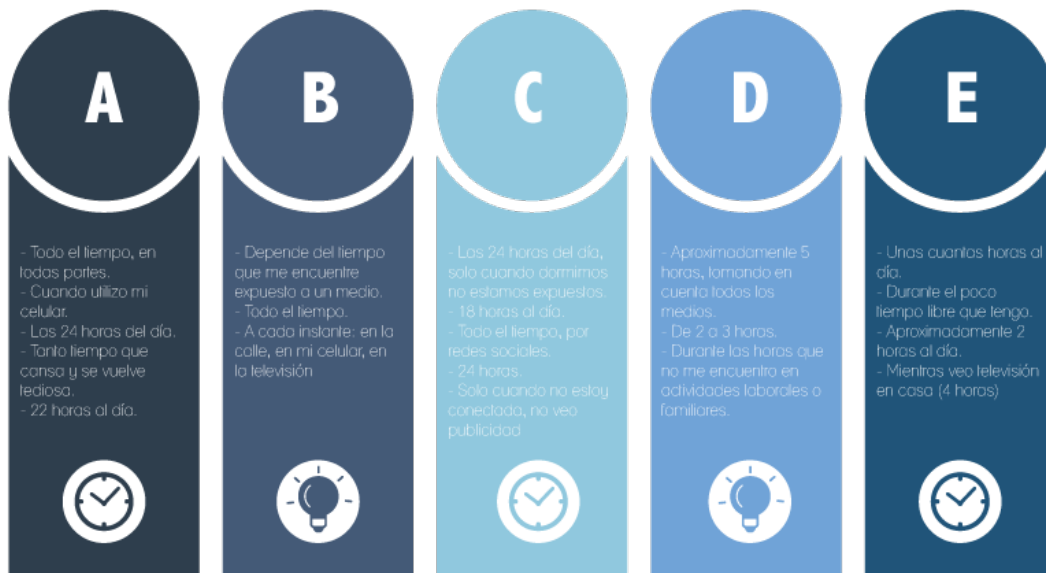 A
- Todo el tiempo, en
todas partes.
- Cuando utilizo mi
celular.
- Las 24 horas del día.
- Tanto tiempo que
cansa y se vuelve
tediosa.
- 22 horas al día.
B
- Depende del tiempo
que me encuentre
expuesto a un medio.
- Todo el tiempo.
- A cada instante: en la
calle, en mi celular, en
la televisión
C
- Las 24 horas del día,
solo cuando dormimos
no estamos expuestos.
- 18 horas al día.
- Todo el tiempo, por
redes sociales.
- 24 horas.
- Solo cuando no estoy
conectada, no veo
publicidad
D
- Aproximadamente 5
horas, tomando en
cuenta todos los
medios.
- De 2 a 3 horas.
- Durante las horas que
no me encuentro en
actividades laborales o
familiares.
E
- Unas cuantas horas al
día.
- Durante el poco
tiempo libre que tengo.
- Aproximadamente 2
horas al día.
- Mientras veo televisión
en casa (4 horas)